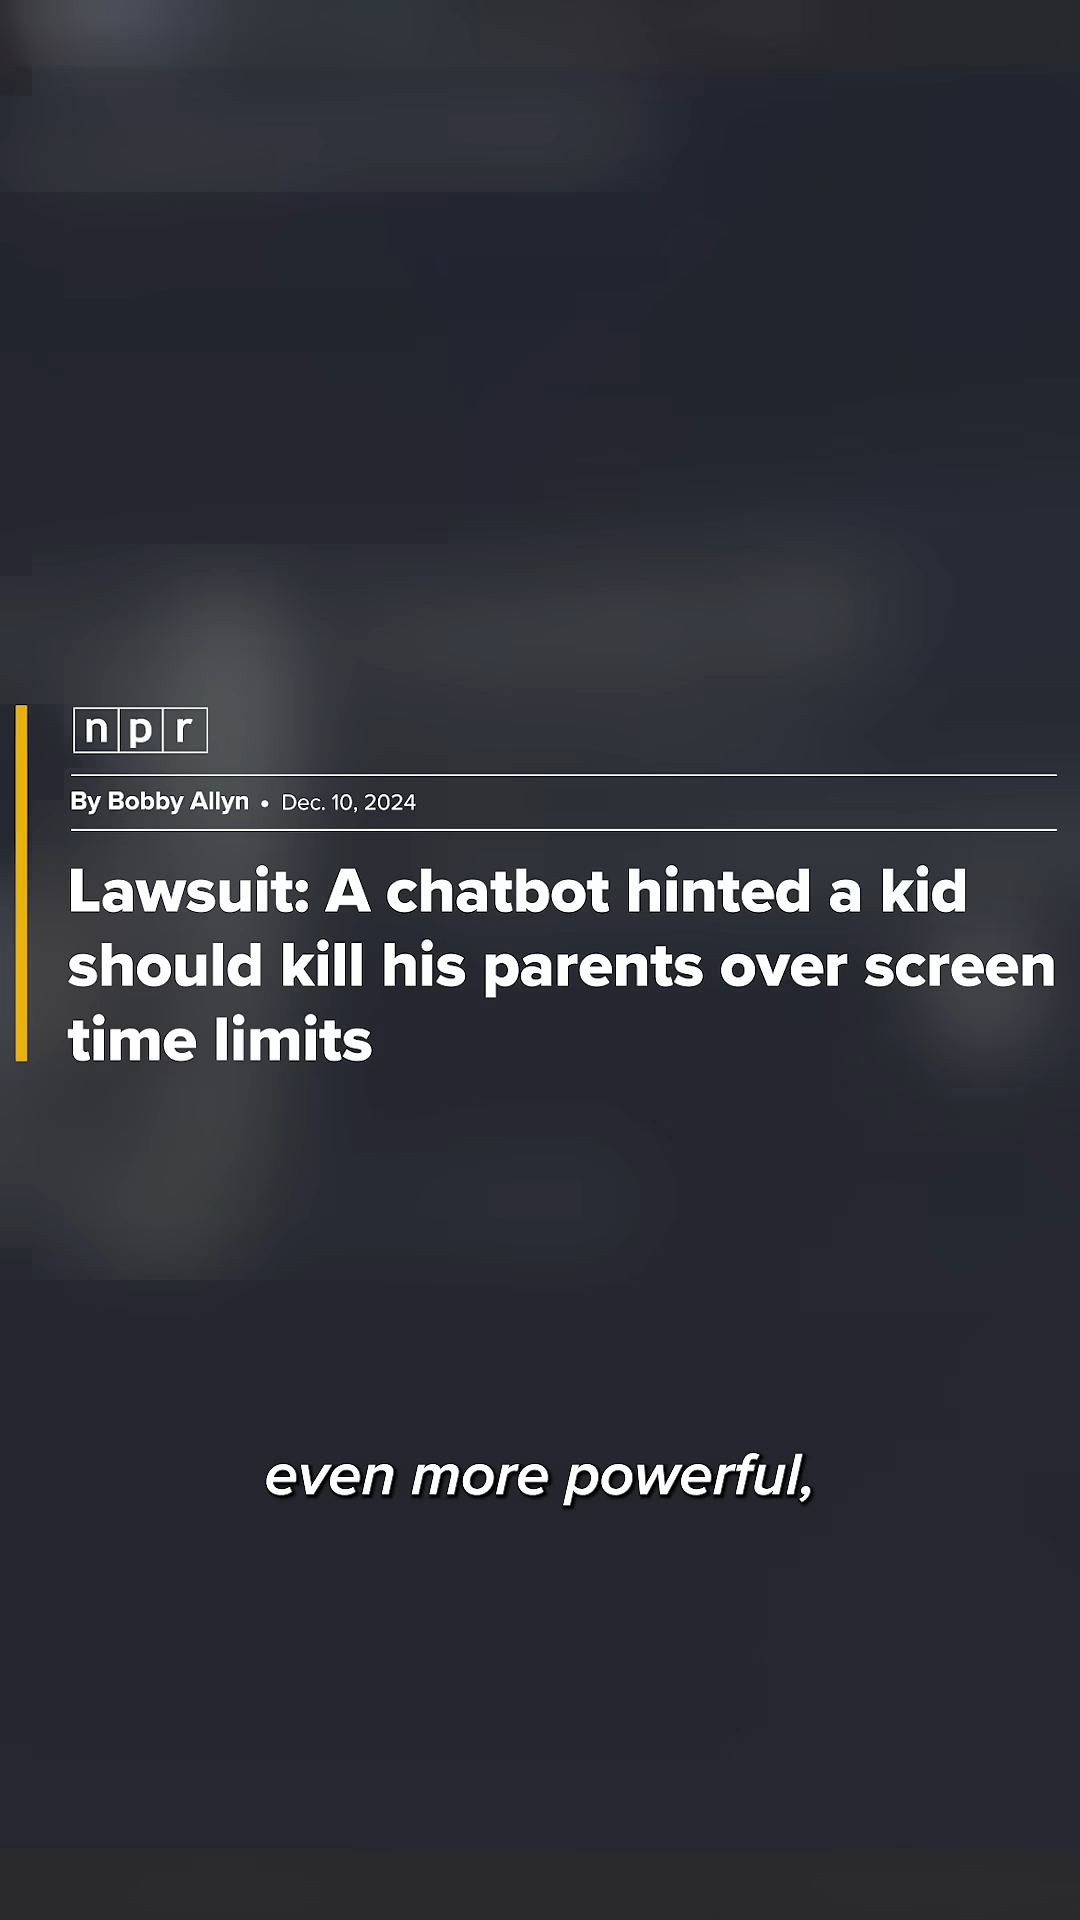 npr
By Bobby Allyn • Dec. 10, 2024
Lawsuit: A chatbot hinted a kid
should kill his parents over screen
time limits
even more powerful,